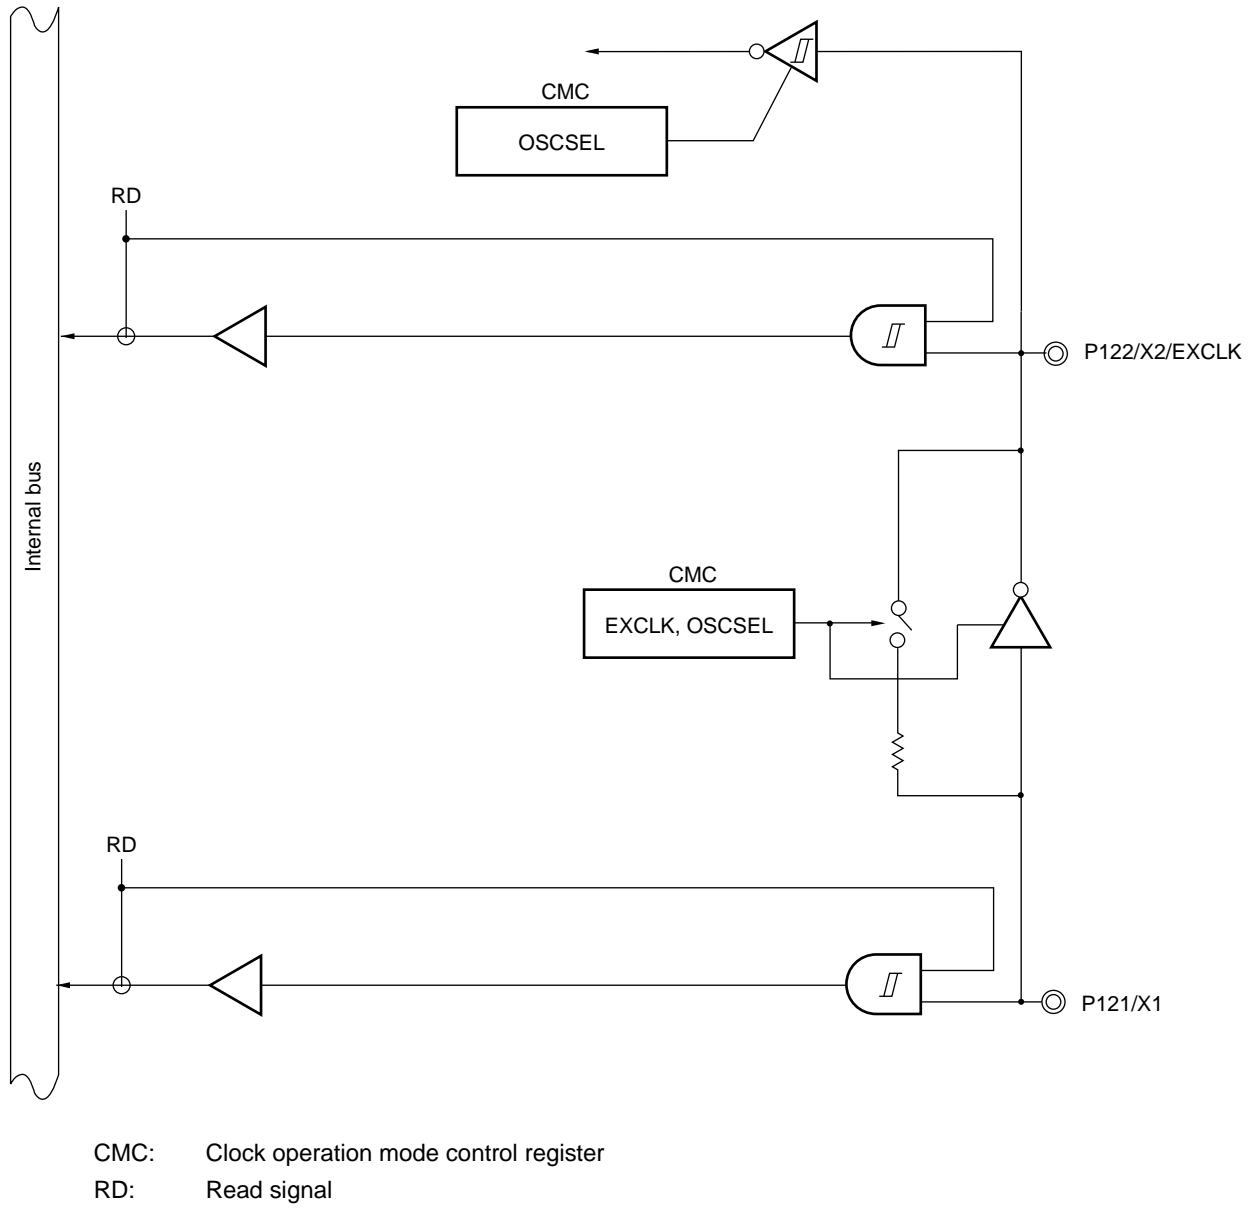 CMC
OSCSEL
RD
P122/X2/EXCLK
Internal bus
CMC
EXCLK, OSCSEL
RD
P121/X1
CMC: Clock operation mode control register
RD: Read signal